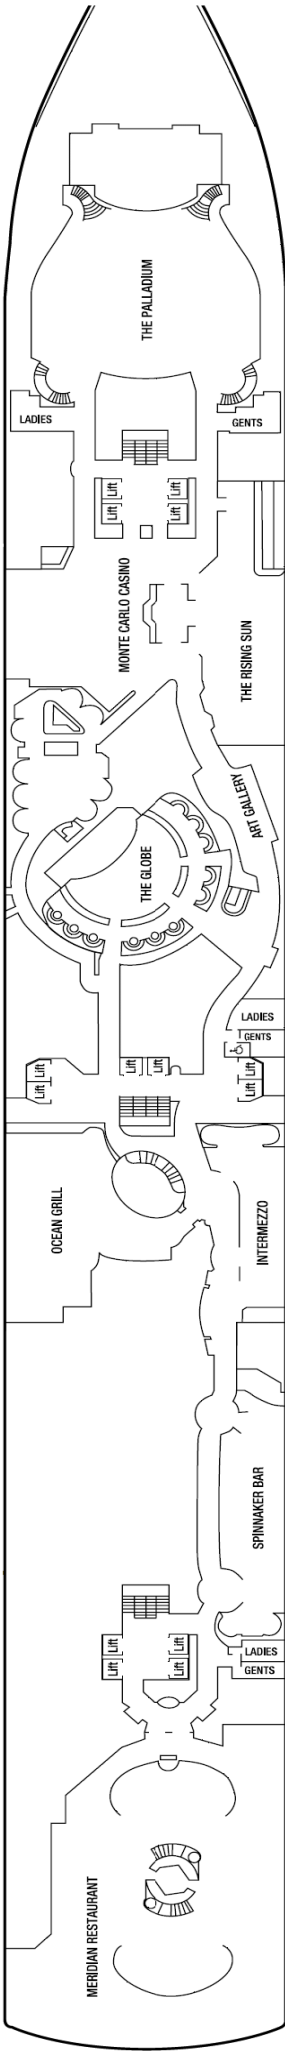 THE PALLADIUM
LADIES
GENTS
Lift
Lift
Lift
Lift
MONTE CARLO CASINO
THE RISING SUN
ART GALLERY
THE GLOBE
LADIES
GENTS
Lift
Lift
Lift
Lift
Lift
Lift
OCEAN GRILL
INTERMEZZO
SPINNAKER BAR
Lift
Lift
Lift
Lift
LADIES
GENTS
MERIDIAN RESTAURANT